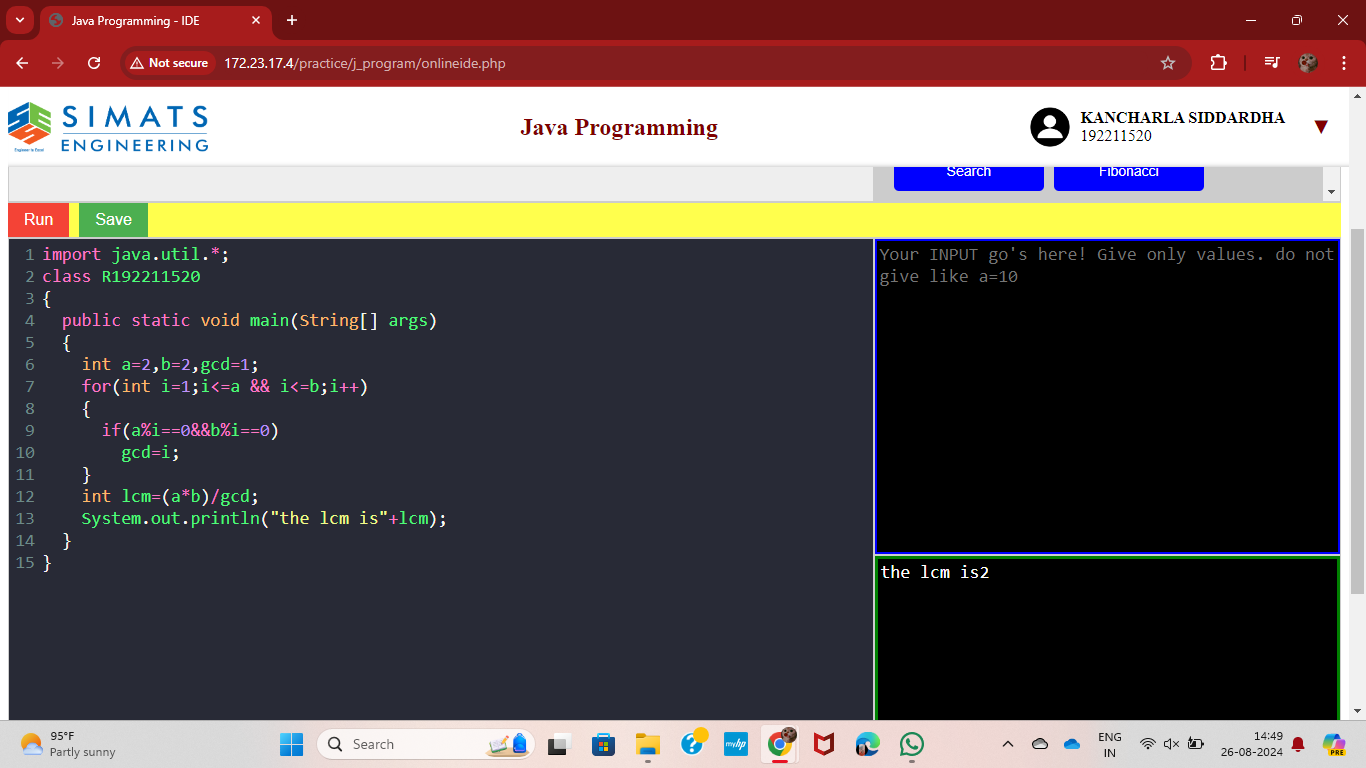 Java Programming - IDE
Not secure
172.23.17.4/practice/j_program/onlineide.php
SIMATS
ENGINEERING
Engineer to Excel
Java Programming
KANCHARLA SIDDARDHA
192211520
Search
Fibonacci
Run
Save
1 import java.util.*;
2 class R192211520
3 {
4 public static void main(String[] args)
5 {
6 int a=2,b=2,gcd=1;
7 for(int i=1;i<=a && i<=b;i++)
8 {
9 if(a%i==0&&b%i==0)
10 gcd=i;
11 }
12 int lcm=(a*b)/gcd;
13 System.out.println("the lcm is"+lcm);
14 }
15 }
Your INPUT go's here! Give only values. do not
give like a=10
the lcm is2
95°F
Partly sunny
Search
myhp
ENG
IN
14:49
26-08-2024
PRE